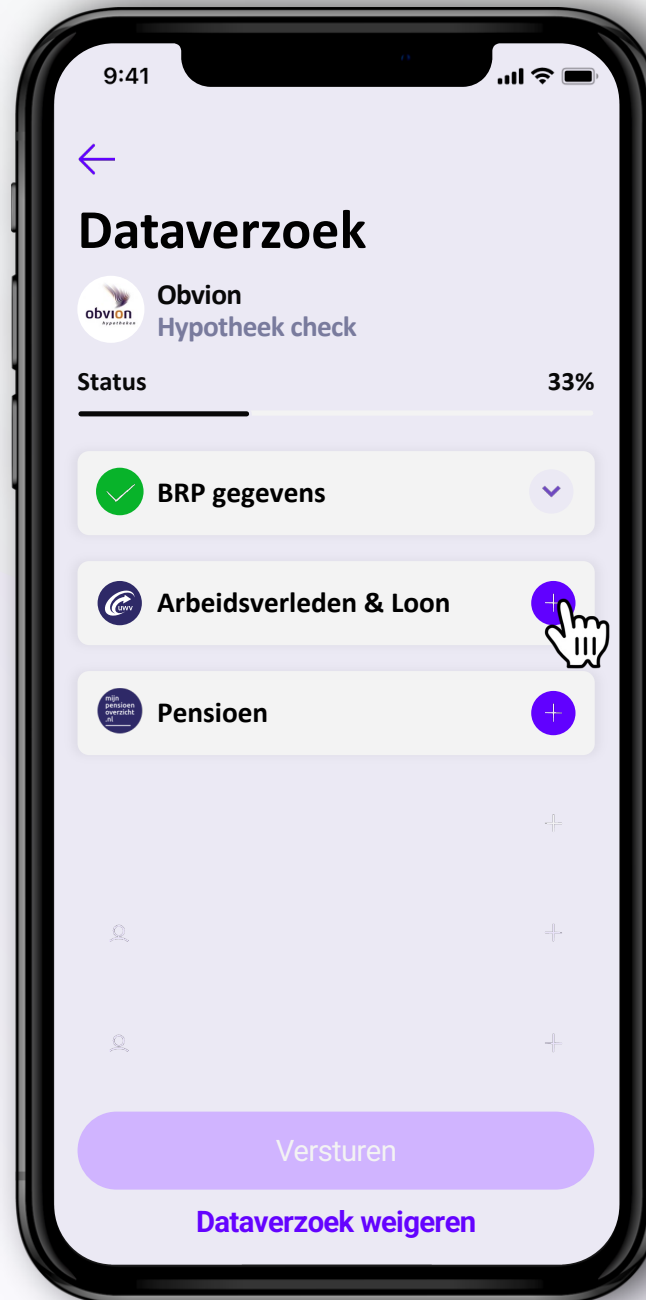 9:41
Dataverzoek
obvion
hypotheken
Obvion
Hypotheek check
Status
33%
BRP gegevens
UWV
Arbeidsverleden & Loon
mijn
pensioen
overzicht
.nl
Pensioen
Versturen
Dataverzoek weigeren